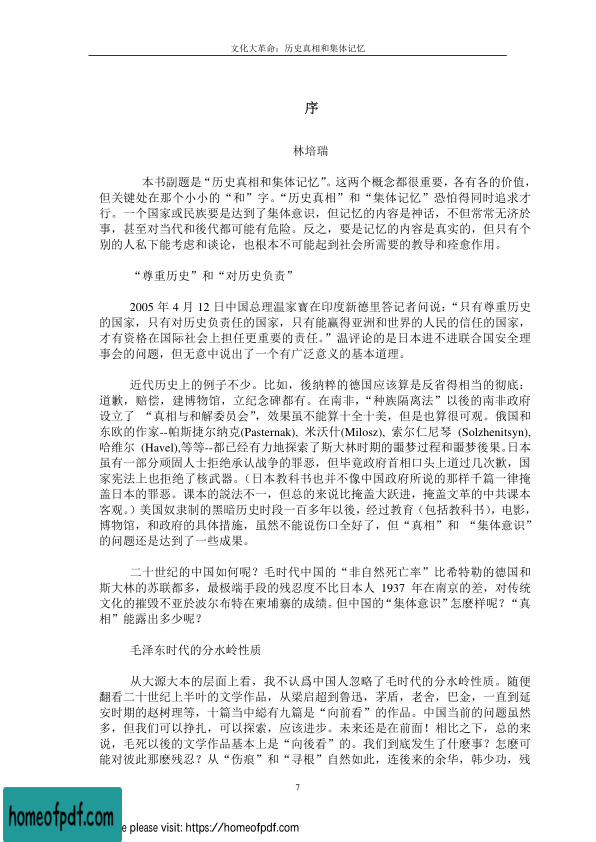 文化大革命：历史真相和集体记忆
序
林培瑞
本书副题是“历史真相和集体记忆”。这两个概念都很重要，各有各的价值，
但关键处在那个小小的“和”字。“历史真相”和“集体记忆”恐怕得同时追求才
行。一个国家或民族要是达到了集体意识，但记忆的内容是神话，不但常常无济於
事，甚至对当代和後代都可能有危险。反之，要是记忆的内容是真实的，但只有个
别的人私下能考虑和谈论，也根本不可能起到社会所需要的教导和痊愈作用。
“尊重历史”和“对历史负责”
2005 年 4 月 12 日中国总理温家寳在印度新德里答记者问说：“只有尊重历史
的国家，只有对历史负责任的国家，只有能赢得亚洲和世界的人民的信任的国家，
才有资格在国际社会上担任更重要的责任。”温评论的是日本进不进联合国安全理
事会的问题，但无意中说出了一个有广泛意义的基本道理。
近代历史上的例子不少。比如，後纳粹的德国应该算是反省得相当的彻底：
道歉，赔偿，建博物馆，立纪念碑都有。在南非，“种族隔离法”以後的南非政府
设立了 “真相与和解委员会”，效果虽不能算十全十美，但是也算很可观。俄国和
东欧的作家--帕斯捷尔纳克(Pasternak), 米沃什(Milosz), 索尔仁尼琴 (Solzhenitsyn),
哈维尔 (Havel),等等--都已经有力地探索了斯大林时期的噩梦过程和噩梦後果。日本
虽有一部分顽固人士拒绝承认战争的罪恶，但毕竟政府首相口头上道过几次歉，国
家宪法上也拒绝了核武器。（日本教科书也并不像中国政府所说的那样千篇一律掩
盖日本的罪恶。课本的説法不一，但总的来说比掩盖大跃进，掩盖文革的中共课本
客观。）美国奴隶制的黑暗历史时段一百多年以後，经过教育（包括教科书），电影，
博物馆，和政府的具体措施，虽然不能说伤口全好了，但“真相”和 “集体意识”
的问题还是达到了一些成果。
二十世纪的中国如何呢？毛时代中国的“非自然死亡率”比希特勒的德国和
斯大林的苏联都多，最极端手段的残忍度不比日本人 1937 年在南京的差，对传统
文化的摧毁不亚於波尔布特在柬埔寨的成绩。但中国的“集体意识”怎麽样呢？“真
相”能露出多少呢？
毛泽东时代的分水岭性质
从大源大本的层面上看，我不认爲中国人忽略了毛时代的分水岭性质。随便
翻看二十世纪上半叶的文学作品，从梁启超到鲁迅，茅盾，老舍，巴金，一直到延
安时期的赵树理等，十篇当中総有九篇是“向前看”的作品。中国当前的问题虽然
多，但我们可以挣扎，可以探索，应该进步。未来还是在前面！相比之下，总的来
说，毛死以後的文学作品基本上是“向後看”的。我们到底发生了什麽事？怎麽可
能对彼此那麽残忍？从“伤痕”和“寻根”自然如此，连後来的余华，韩少功，残
7
homeofpdf.com
e please visit: https://homeofpdf.com